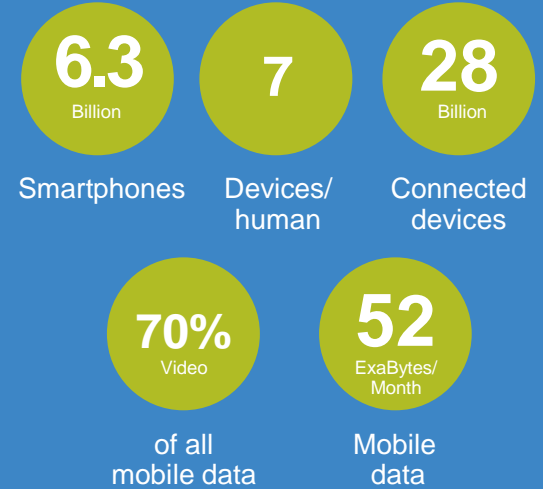 6.3
Billion
Smartphones
7
Devices/
human
28
Billion
Connected
devices
70%
Video
of all
mobile data
52
ExaBytes/
Month
Mobile
data